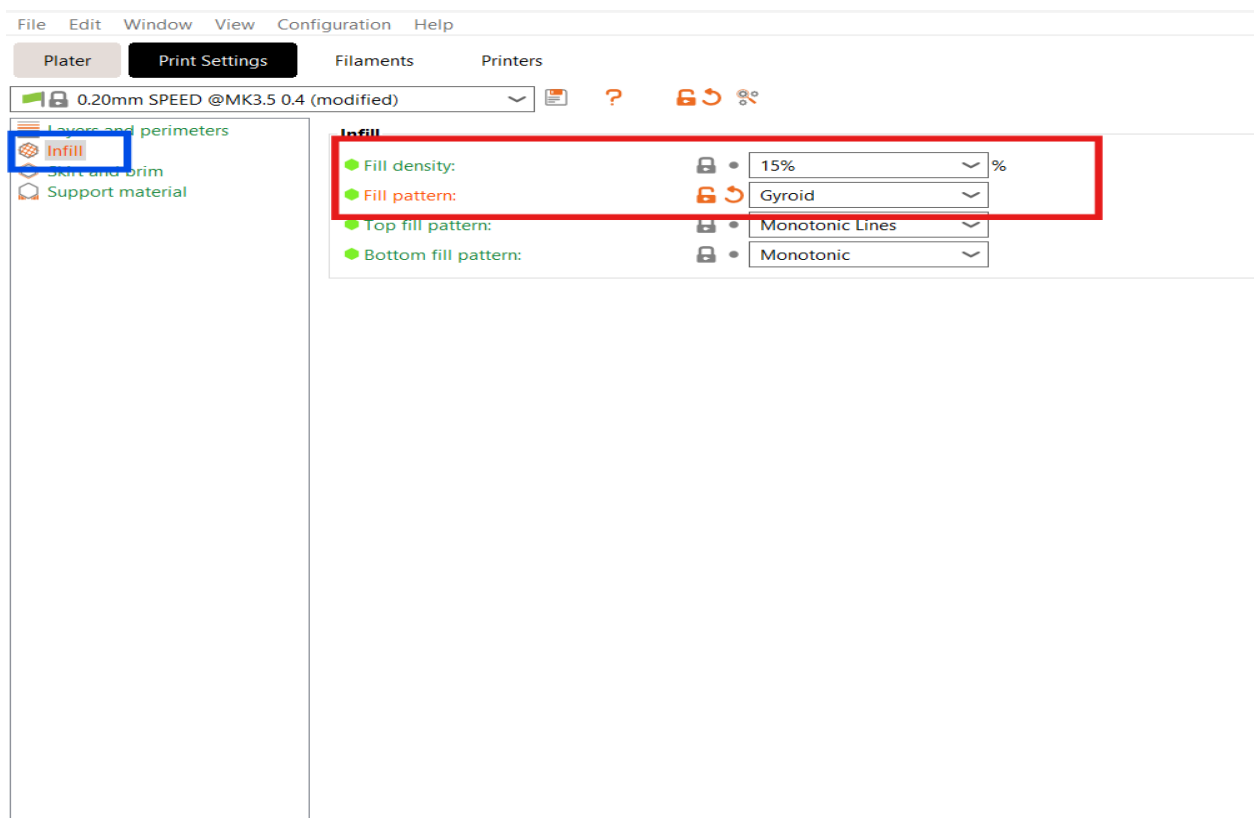 File Edit Window View Configuration Help
Plater Print Settings Filaments Printers
0.20mm SPEED @MK3.5 0.4 (modified) ?
Layers and perimeters
Infill
Skirt and brim
Support material
Infill
Fill density: 15% %
Fill pattern: Gyroid
Top fill pattern: Monotonic Lines
Bottom fill pattern: Monotonic